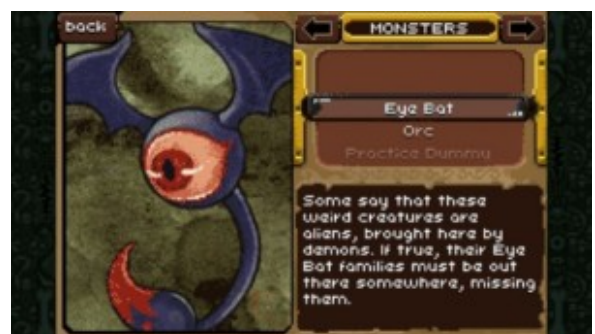 back
MONSTERS
Eye Bat
Orc
Practice Dummy
Some say that these
weird creatures are
aliens, brought here by
demons. If true, their Eye
Bat families must be out
there somewhere, missing
them.